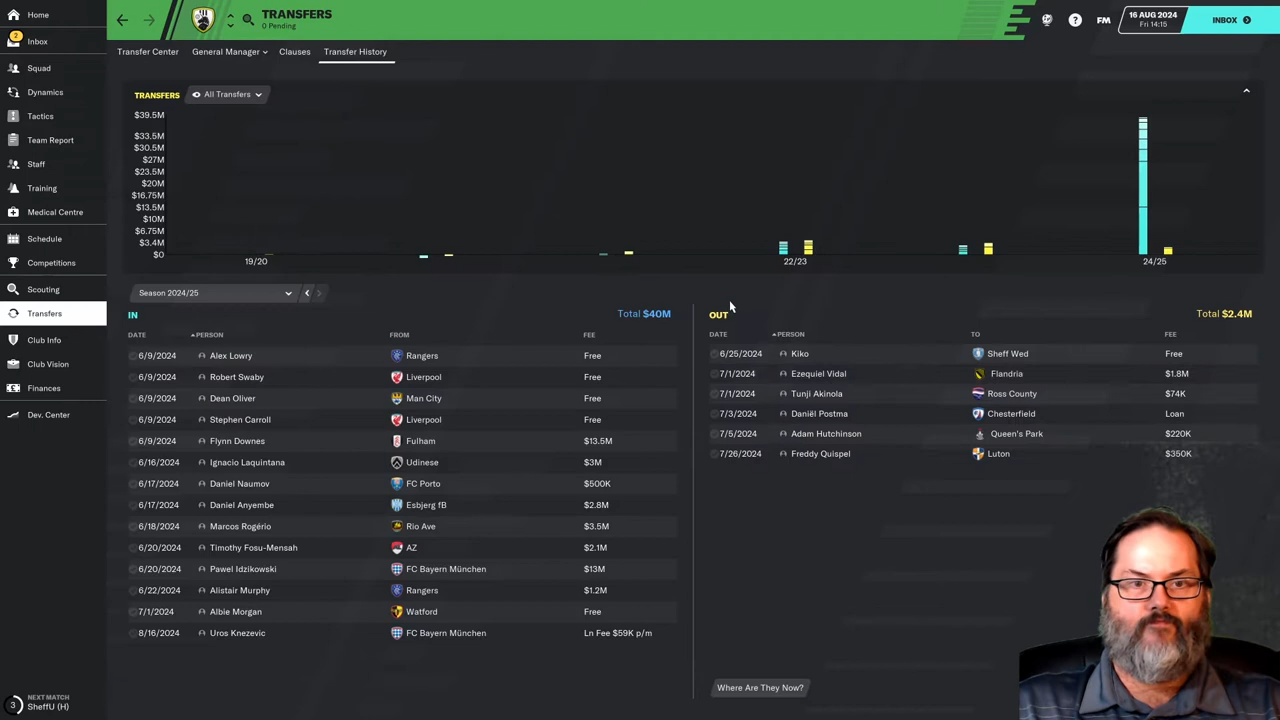 Home
2
Inbox
Squad
Dynamics
Tactics
Team Report
Staff
Training
Medical Centre
Schedule
Competitions
Scouting
Transfers
Club Info
Club Vision
Finances
Dev. Center
3 NEXT MATCH
SheffU (H)
TRANSFERS
0 Pending
? FM 16 AUG 2024
Fri 14:15
INBOX
Transfer Center General Manager Clauses Transfer History
TRANSFERS All Transfers
$39.5M
$33.5M
$30.5M
$27M
$23.5M
$20M
$16.75M
$13.5M
$10M
$6.75M
$3.4M
$0
19/20 22/23 24/25
Season 2024/25
IN Total $40M
DATE PERSON FROM FEE
6/9/2024 Alex Lowry Rangers Free
6/9/2024 Robert Swaby Liverpool Free
6/9/2024 Dean Oliver Man City Free
6/9/2024 Stephen Carroll Liverpool Free
6/9/2024 Flynn Downes Fulham $13.5M
6/16/2024 Ignacio Laquintana Udinese $3M
6/17/2024 Daniel Naumov FC Porto $500K
6/17/2024 Daniel Anyembe Esbjerg fB $2.8M
6/18/2024 Marcos Rogério Rio Ave $3.5M
6/20/2024 Timothy Fosu-Mensah AZ $2.1M
6/20/2024 Pawel Idzikowski FC Bayern München $13M
6/22/2024 Alistair Murphy Rangers $1.2M
7/1/2024 Albie Morgan Watford Free
8/16/2024 Uros Knezevic FC Bayern München Ln Fee $59K p/m
OUT Total $2.4M
DATE PERSON TO FEE
6/25/2024 Kiko Sheff Wed Free
7/1/2024 Ezequiel Vidal Flandria $1.8M
7/1/2024 Tunji Akinola Ross County $74K
7/3/2024 Daniël Postma Chesterfield Loan
7/5/2024 Adam Hutchinson Queen's Park $220K
7/26/2024 Freddy Quispel Luton $350K
Where Are They Now?